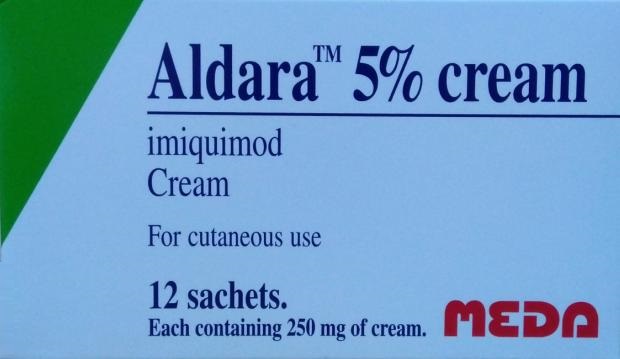 Aldara™ 5% cream
imiquimod
Cream
For cutaneous use
12 sachets.
Each containing 250 mg of cream.
MEDA